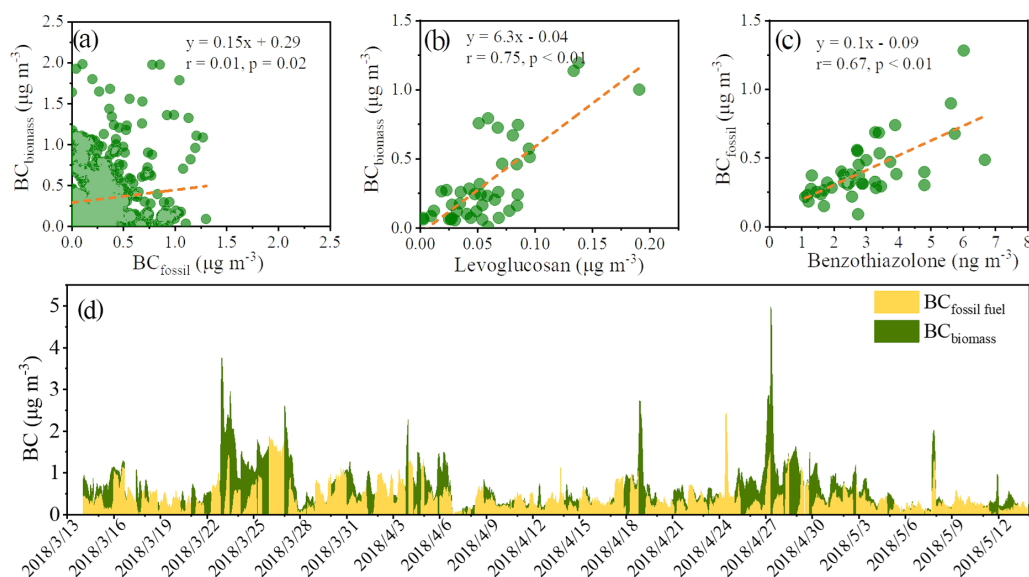 (a)
y = 0.15x + 0.29
r = 0.01, p = 0.02
2.5
2.0
1.5
1.0
0.5
0.0
BCbiomass (μg m-3)
0.0 0.5 1.0 1.5 2.0 2.5
BCfossil (μg m-3)
(b)
y = 6.3x - 0.04
r = 0.75, p < 0.01
1.5
1.0
0.5
0.0
BCbiomass (μg m-3)
0.00 0.05 0.10 0.15 0.20
Levoglucosan (μg m-3)
(c)
y = 0.1x - 0.09
r= 0.67, p < 0.01
1.5
1.0
0.5
0.0
BCfossil (μg m-3)
0 1 2 3 4 5 6 7 8
Benzothiazolone (ng m-3)
(d)
BCfossil fuel
BCbiomass
5
4
3
2
1
0
BC (μg m-3)
2018/3/13 2018/3/16 2018/3/19 2018/3/22 2018/3/25 2018/3/28 2018/3/31 2018/4/3 2018/4/6 2018/4/9 2018/4/12 2018/4/15 2018/4/18 2018/4/21 2018/4/24 2018/4/27 2018/4/30 2018/5/3 2018/5/6 2018/5/9 2018/5/12